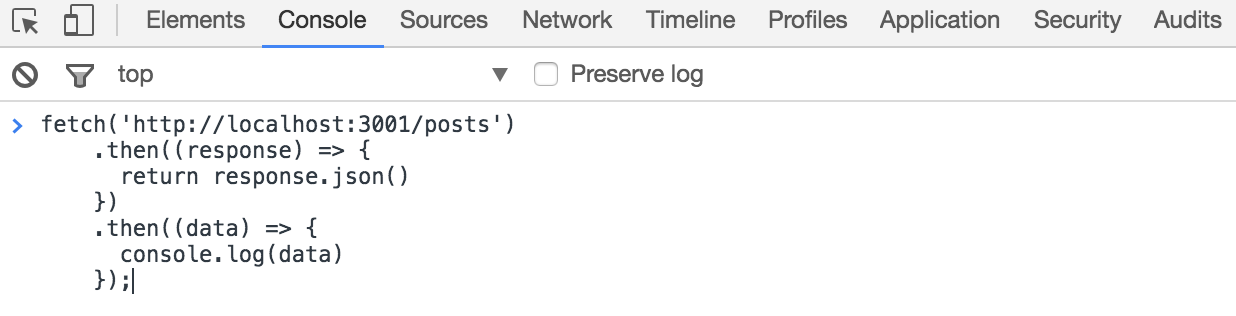 Elements Console Sources Network Timeline Profiles Application Security Audits
top Preserve log
> fetch('http://localhost:3001/posts')
.then((response) => {
return response.json()
})
.then((data) => {
console.log(data)
});